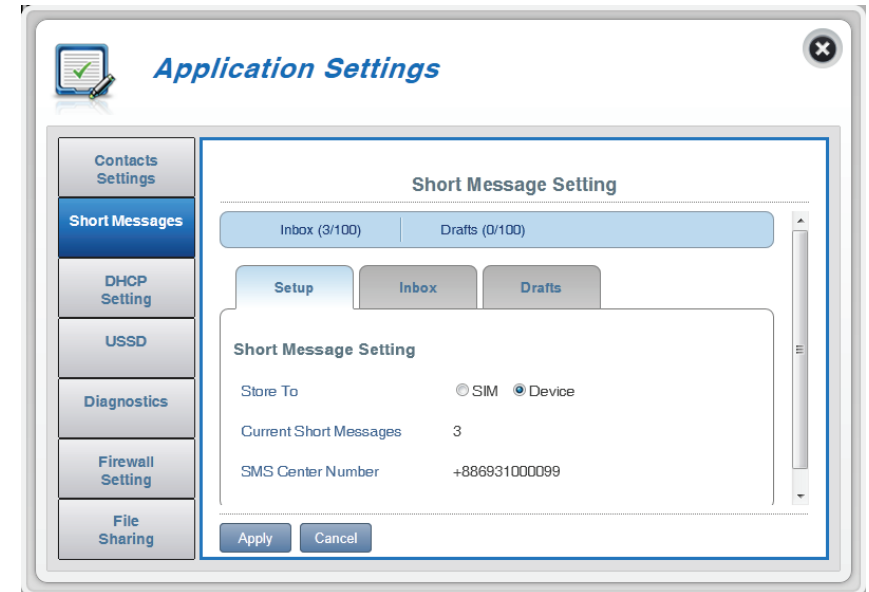 Application Settings
Contacts
Settings
Short Messages
DHCP
Setting
USSD
Diagnostics
Firewall
Setting
File
Sharing
Short Message Setting
Inbox (3/100) Drafts (0/100)
Setup Inbox Drafts
Short Message Setting
Store To SIM Device
Current Short Messages 3
SMS Center Number +886931000099
Apply Cancel